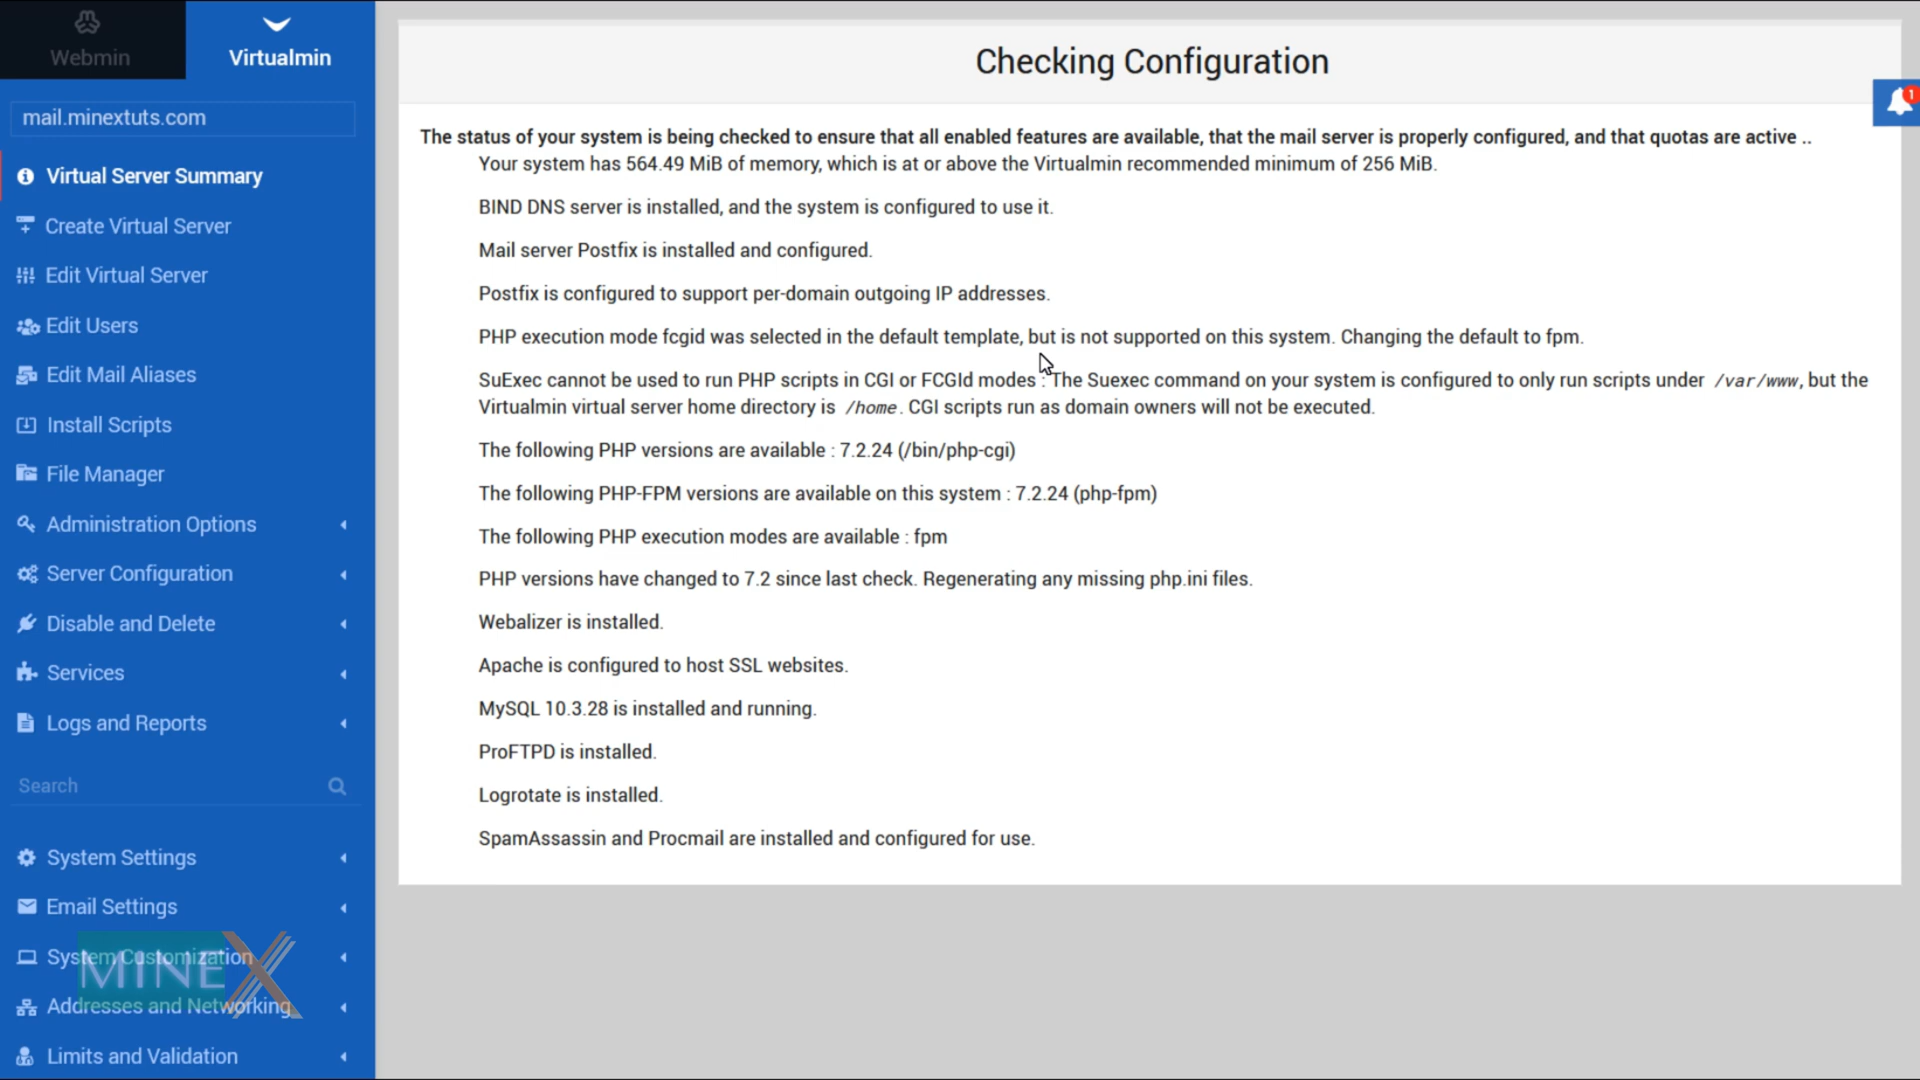 Webmin
Virtualmin
mail.minextuts.com
Virtual Server Summary
Create Virtual Server
Edit Virtual Server
Edit Users
Edit Mail Aliases
Install Scripts
File Manager
Administration Options
Server Configuration
Disable and Delete
Services
Logs and Reports
Search
System Settings
Email Settings
System Customization
MINEX
Addresses and Networking
Limits and Validation
Checking Configuration
1
The status of your system is being checked to ensure that all enabled features are available, that the mail server is properly configured, and that quotas are active ..
Your system has 564.49 MiB of memory, which is at or above the Virtualmin recommended minimum of 256 MiB.
BIND DNS server is installed, and the system is configured to use it.
Mail server Postfix is installed and configured.
Postfix is configured to support per-domain outgoing IP addresses.
PHP execution mode fcgid was selected in the default template, but is not supported on this system. Changing the default to fpm.
SuExec cannot be used to run PHP scripts in CGI or FCGId modes : The Suexec command on your system is configured to only run scripts under /var/www, but the
Virtualmin virtual server home directory is /home. CGI scripts run as domain owners will not be executed.
The following PHP versions are available : 7.2.24 (/bin/php-cgi)
The following PHP-FPM versions are available on this system : 7.2.24 (php-fpm)
The following PHP execution modes are available : fpm
PHP versions have changed to 7.2 since last check. Regenerating any missing php.ini files.
Webalizer is installed.
Apache is configured to host SSL websites.
MySQL 10.3.28 is installed and running.
ProFTPD is installed.
Logrotate is installed.
SpamAssassin and Procmail are installed and configured for use.